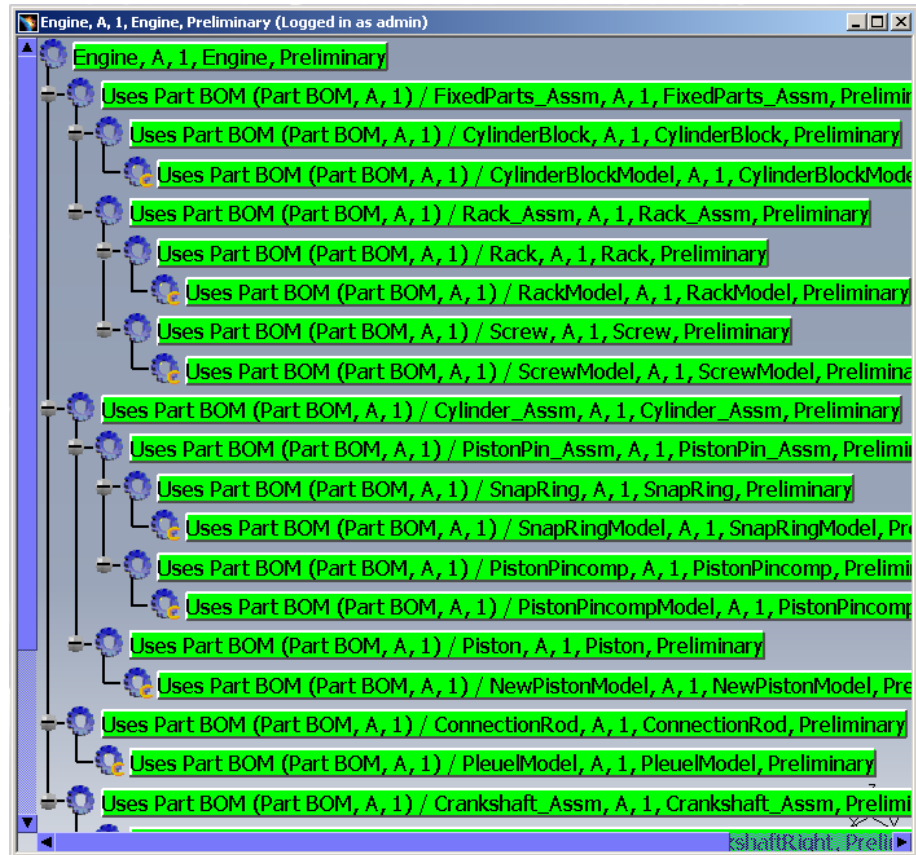 Engine, A, 1, Engine, Preliminary (Logged in as admin)
Engine, A, 1, Engine, Preliminary
Uses Part BOM (Part BOM, A, 1) / FixedParts_Assm, A, 1, FixedParts_Assm, Prelimin
Uses Part BOM (Part BOM, A, 1) / CylinderBlock, A, 1, CylinderBlock, Preliminary
Uses Part BOM (Part BOM, A, 1) / CylinderBlockModel, A, 1, CylinderBlockMode
Uses Part BOM (Part BOM, A, 1) / Rack_Assm, A, 1, Rack_Assm, Preliminary
Uses Part BOM (Part BOM, A, 1) / Rack, A, 1, Rack, Preliminary
Uses Part BOM (Part BOM, A, 1) / RackModel, A, 1, RackModel, Preliminary
Uses Part BOM (Part BOM, A, 1) / Screw, A, 1, Screw, Preliminary
Uses Part BOM (Part BOM, A, 1) / ScrewModel, A, 1, ScrewModel, Prelimina
Uses Part BOM (Part BOM, A, 1) / Cylinder_Assm, A, 1, Cylinder_Assm, Preliminary
Uses Part BOM (Part BOM, A, 1) / PistonPin_Assm, A, 1, PistonPin_Assm, Prelimin
Uses Part BOM (Part BOM, A, 1) / SnapRing, A, 1, SnapRing, Preliminary
Uses Part BOM (Part BOM, A, 1) / SnapRingModel, A, 1, SnapRingModel, Pre
Uses Part BOM (Part BOM, A, 1) / PistonPincomp, A, 1, PistonPincomp, Prelimin
Uses Part BOM (Part BOM, A, 1) / PistonPincompModel, A, 1, PistonPincomp
Uses Part BOM (Part BOM, A, 1) / Piston, A, 1, Piston, Preliminary
Uses Part BOM (Part BOM, A, 1) / NewPistonModel, A, 1, NewPistonModel, Pre
Uses Part BOM (Part BOM, A, 1) / ConnectionRod, A, 1, ConnectionRod, Preliminary
Uses Part BOM (Part BOM, A, 1) / PleuelModel, A, 1, PleuelModel, Preliminary
Uses Part BOM (Part BOM, A, 1) / Crankshaft_Assm, A, 1, Crankshaft_Assm, Prelimi
kshaftRight, Preli